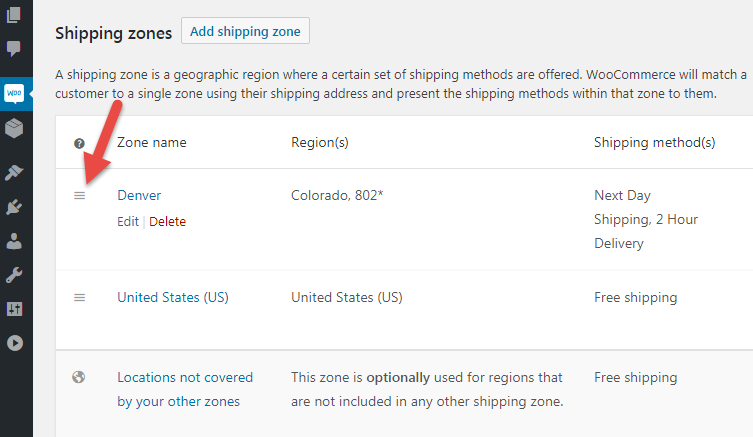 Shipping zones Add shipping zone
A shipping zone is a geographic region where a certain set of shipping methods are offered. WooCommerce will match a
customer to a single zone using their shipping address and present the shipping methods within that zone to them.
WOO
? Zone name Region(s) Shipping method(s)
Denver Colorado, 802* Next Day
Edit | Delete Shipping, 2 Hour
Delivery
United States (US) United States (US) Free shipping
Locations not covered This zone is optionally used for regions that Free shipping
by your other zones are not included in any other shipping zone.